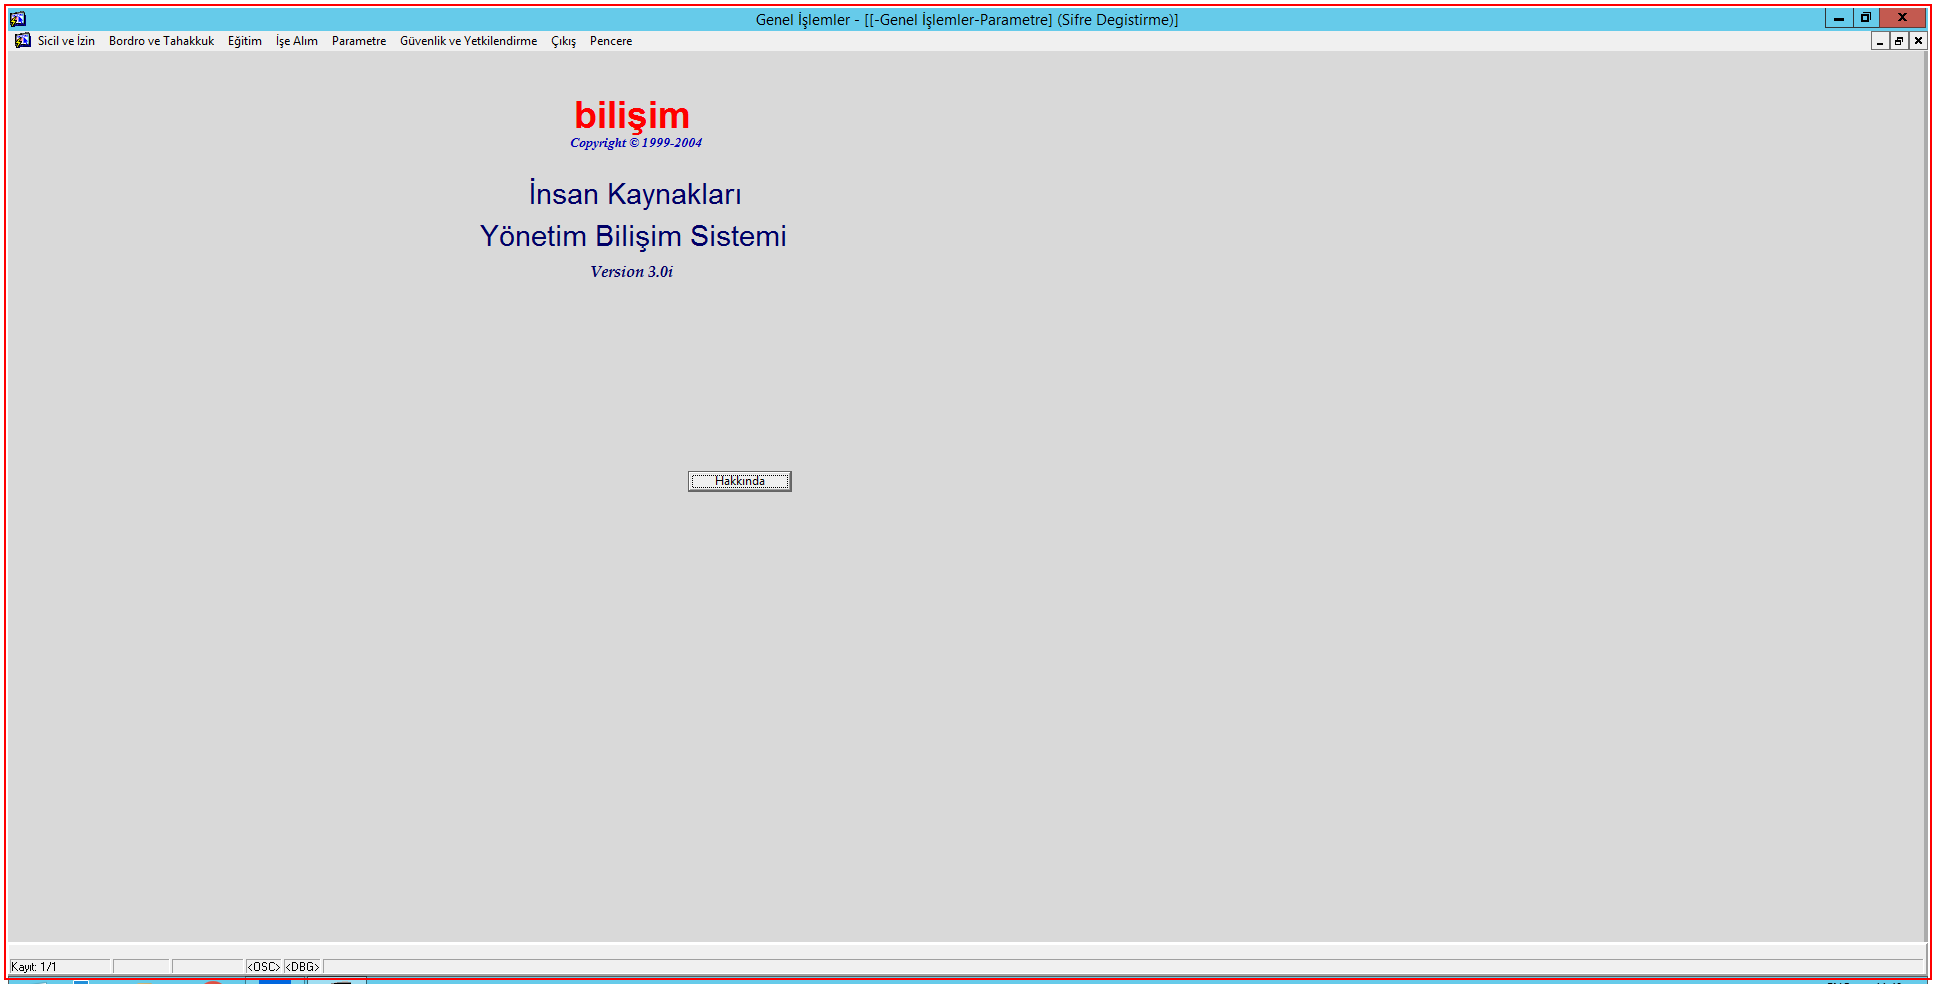 Genel İşlemler - [[-Genel İşlemler-Parametre] (Sifre Degistirme)]
Sicil ve İzin Bordro ve Tahakkuk Eğitim İşe Alım Parametre Güvenlik ve Yetkilendirme Çıkış Pencere
bilişim
Copyright © 1999-2004
İnsan Kaynakları
Yönetim Bilişim Sistemi
Version 3.0i
Hakkında
Kayıt: 1/1 <OSC> <DBG>